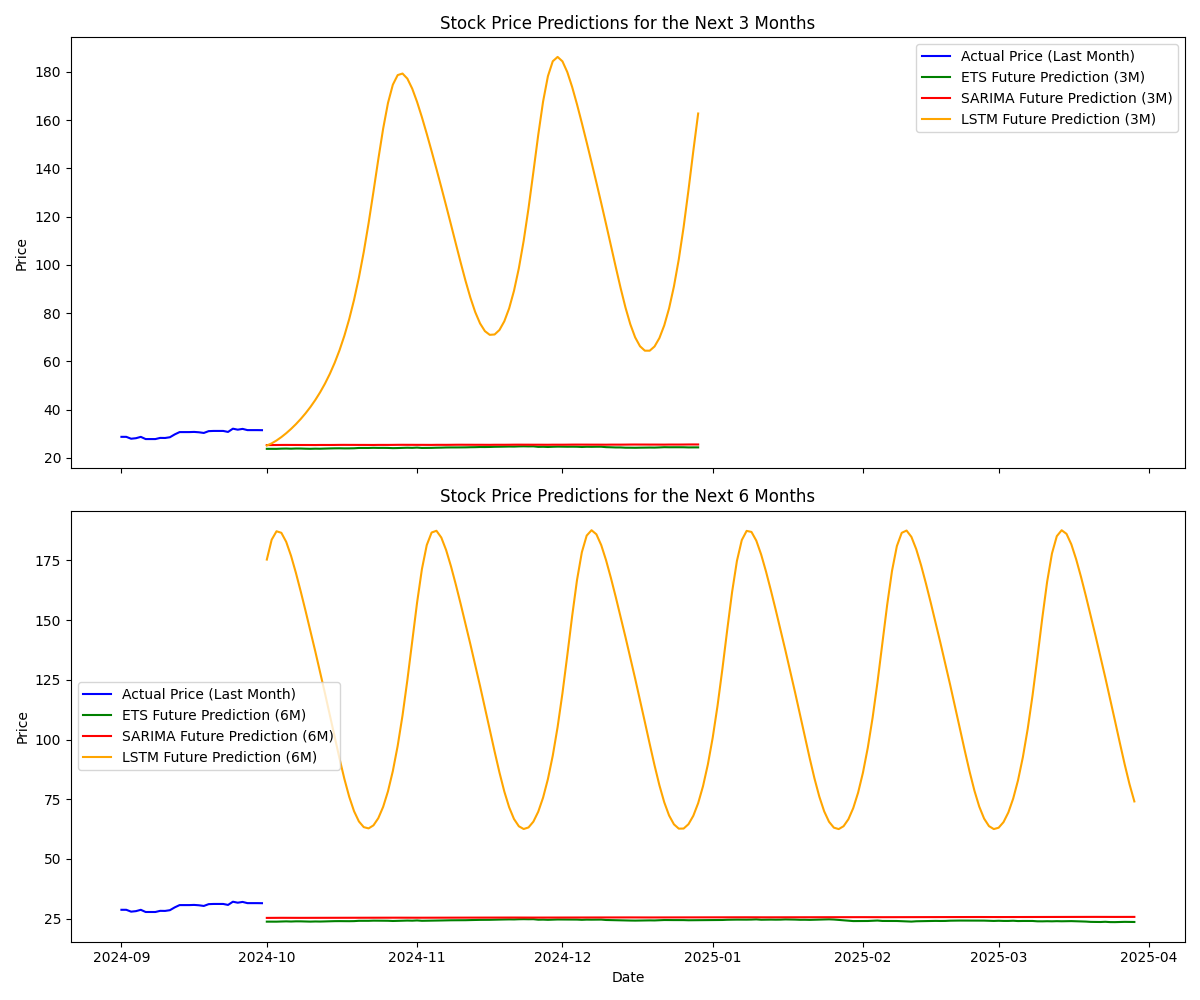 Stock Price Predictions for the Next 3 Months
Price
180
160
140
120
100
80
60
40
20
Actual Price (Last Month)
ETS Future Prediction (3M)
SARIMA Future Prediction (3M)
LSTM Future Prediction (3M)
Stock Price Predictions for the Next 6 Months
Price
175
150
125
100
75
50
25
Actual Price (Last Month)
ETS Future Prediction (6M)
SARIMA Future Prediction (6M)
LSTM Future Prediction (6M)
2024-09 2024-10 2024-11 2024-12 2025-01 2025-02 2025-03 2025-04
Date